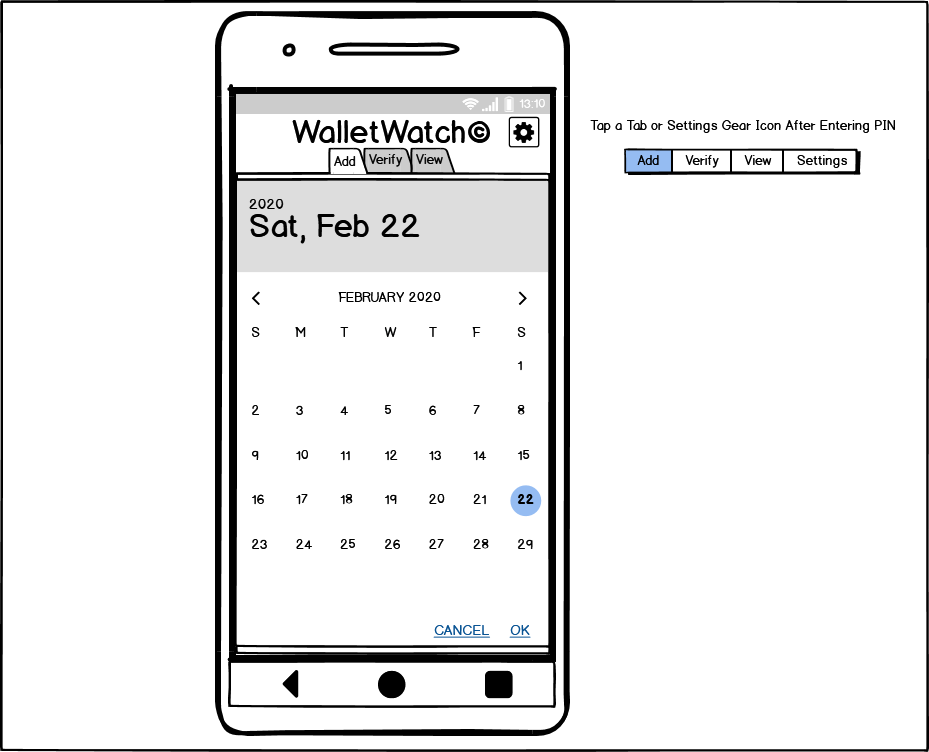 13:10
WalletWatch©
Add Verify View
Tap a Tab or Settings Gear Icon After Entering PIN
Add Verify View Settings
2020
Sat, Feb 22
FEBRUARY 2020
S M T W T F S
1
2 3 4 5 6 7 8
9 10 11 12 13 14 15
16 17 18 19 20 21 22
23 24 25 26 27 28 29
CANCEL OK